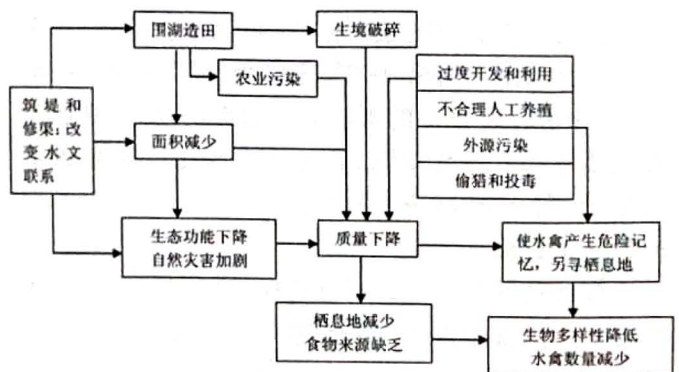 围湖造田
生境破碎
农业污染
过度开发和利用
不合理人工养殖
外源污染
偷猎和投毒
筑堤和
修渠：改
变水文
联系
面积减少
生态功能下降
自然灾害加剧
质量下降
使水禽产生危险记
忆，另寻栖息地
栖息地减少
食物来源缺乏
生物多样性降低
水禽数量减少